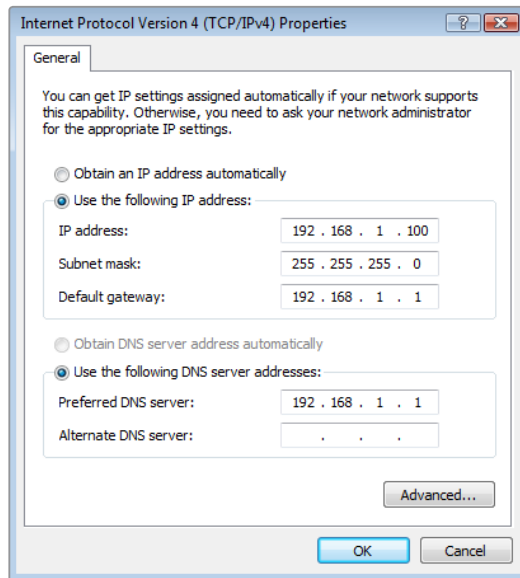 Internet Protocol Version 4 (TCP/IPv4) Properties
General
You can get IP settings assigned automatically if your network supports
this capability. Otherwise, you need to ask your network administrator
for the appropriate IP settings.
Obtain an IP address automatically
Use the following IP address:
IP address: 192 . 168 . 1 . 100
Subnet mask: 255 . 255 . 255 . 0
Default gateway: 192 . 168 . 1 . 1
Obtain DNS server address automatically
Use the following DNS server addresses:
Preferred DNS server: 192 . 168 . 1 . 1
Alternate DNS server: . . .
Advanced...
OK Cancel